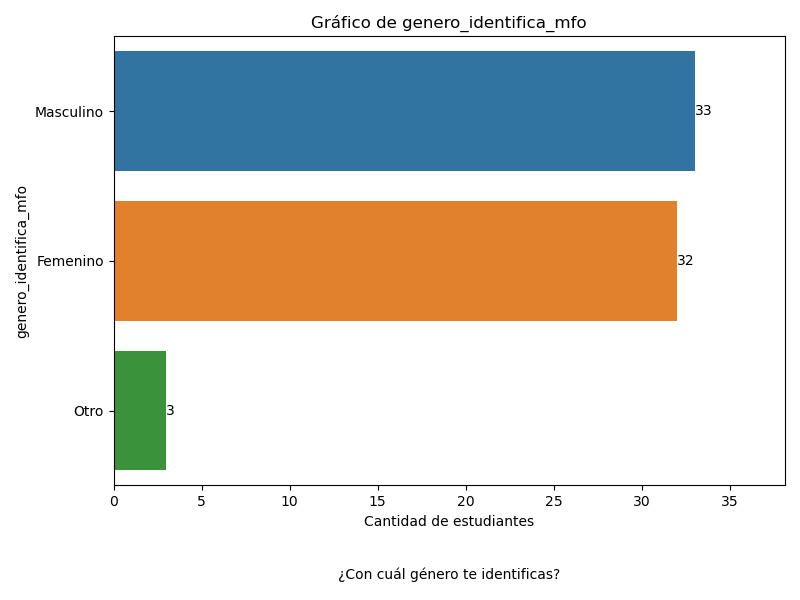 Gráfico de genero_identifica_mfo
genero_identifica_mfo
Masculino
33
Femenino
32
Otro
3
0 5 10 15 20 25 30 35
Cantidad de estudiantes
¿Con cuál género te identificas?